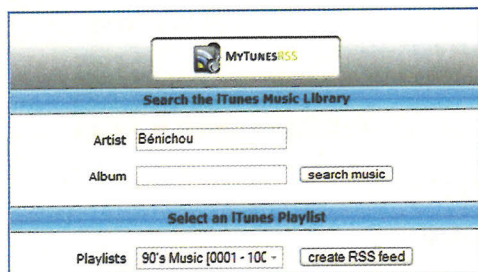 MYTUNESRSS
Search the iTunes Music Library
Artist Bénichou
Album search music
Select an iTunes Playlist
Playlists 90's Music [0001 - 10C create RSS feed